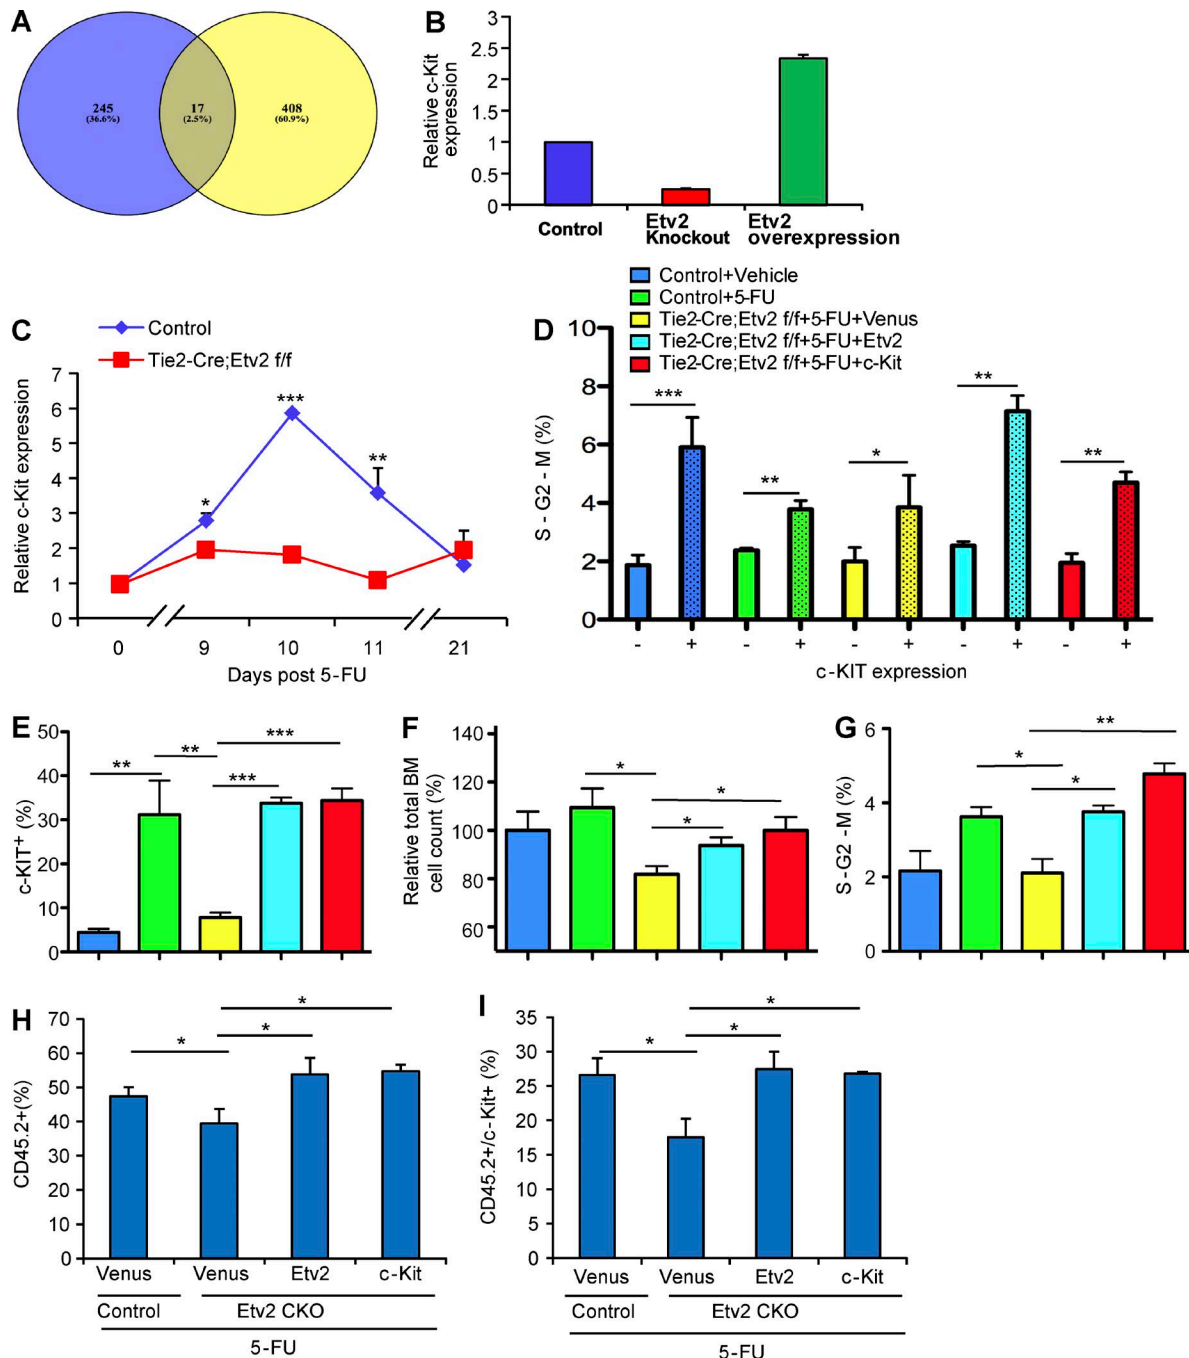 A
245
(36.6%)
17
(2.5%)
408
(60.9%)
B
Relative c-Kit
expression
3
2.5
2
1.5
1
0.5
0
Control
Etv2
Knockout
Etv2
overexpression
C
Control
Tie2-Cre;Etv2 f/f
Relative c-Kit expression
7
6
5
4
3
2
1
0
*
***
**
0 9 10 11 21
Days post 5-FU
D
Control+Vehicle
Control+5-FU
Tie2-Cre;Etv2 f/f+5-FU+Venus
Tie2-Cre;Etv2 f/f+5-FU+Etv2
Tie2-Cre;Etv2 f/f+5-FU+c-Kit
S - G2 - M (%)
10
8
6
4
2
0
*** ** * ** **
- + - + - + - + - +
c-KIT expression
E
c-KIT+ (%)
50
40
30
20
10
0
** ** *** ***
F
Relative total BM
cell count (%)
140
120
100
80
60
* * *
G
S - G2 - M (%)
6
4
2
0
* * **
H
CD45.2+(%)
70
60
50
40
30
20
10
0
* * *
Venus Venus Etv2 c-Kit
Control Etv2 CKO
5-FU
I
CD45.2+/c-Kit+ (%)
35
30
25
20
15
10
5
0
* * *
Venus Venus Etv2 c-Kit
Control Etv2 CKO
5-FU